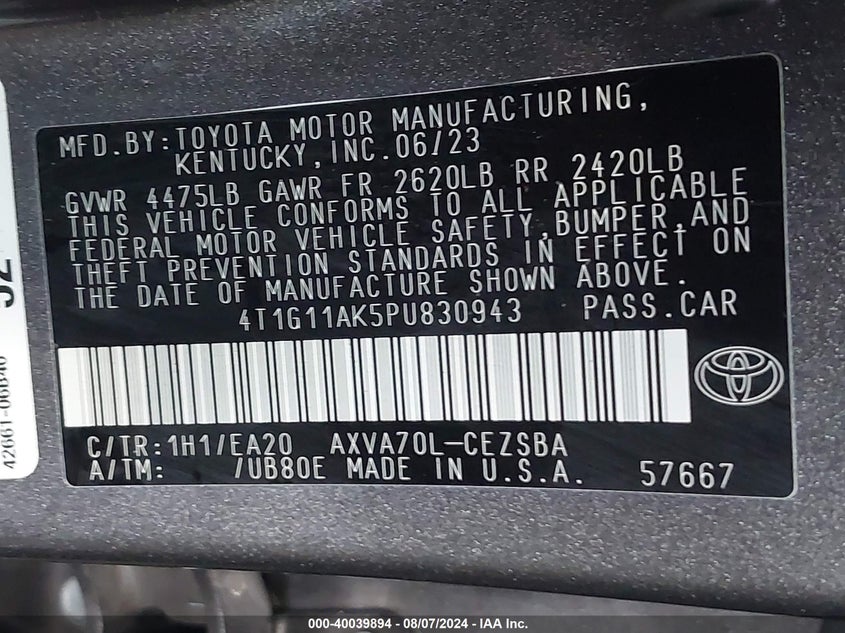 MFD.BY:TOYOTA MOTOR MANUFACTURING,
KENTUCKY,INC.06/23
GVWR 4475LB GAWR FR 2620LB RR 2420LB
THIS VEHICLE CONFORMS TO ALL APPLICABLE
FEDERAL MOTOR VEHICLE SAFETY,BUMPER,AND
THEFT PREVENTION STANDARDS IN EFFECT ON
THE DATE OF MANUFACTURE SHOWN ABOVE.
4T1G11AK5PU830943 PASS.CAR
C/TR:1H1/EA20 AXVA70L-CEZSBA
A/TM: /UB80E MADE IN U.S.A. 57667
42661-06B40
000-40039894 - 08/07/2024 - IAA Inc.